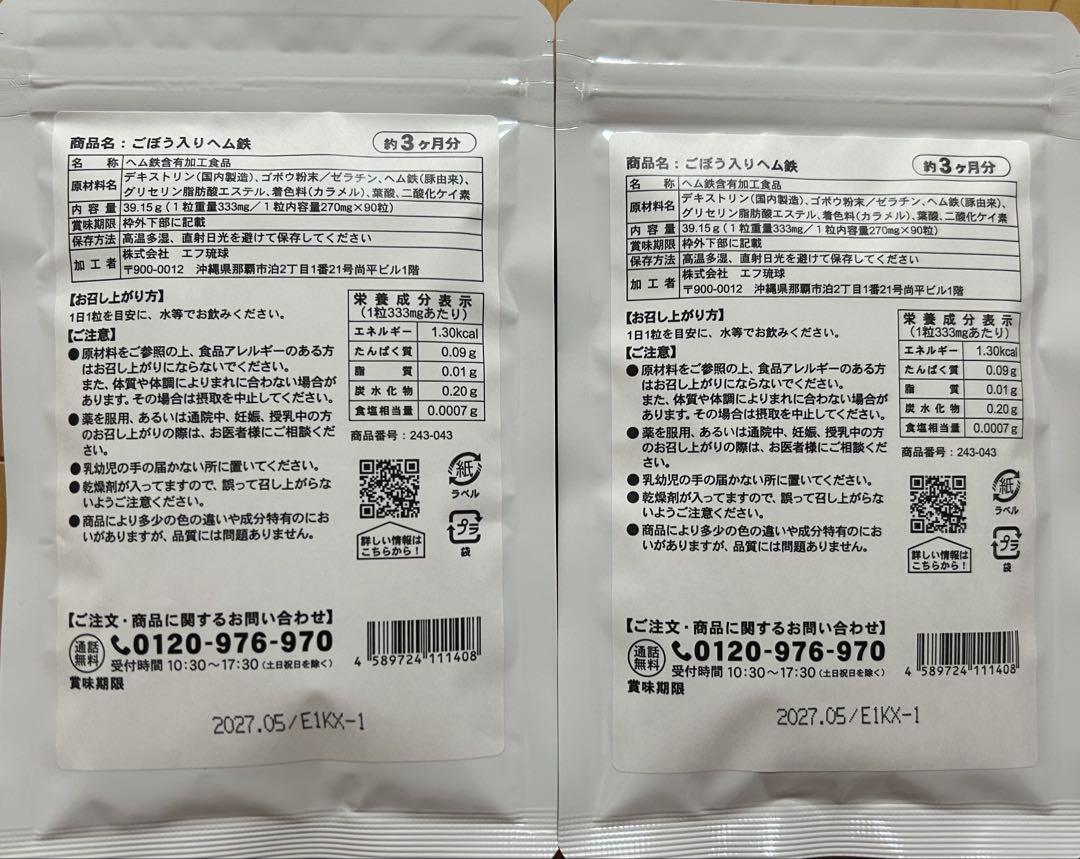 商品名：ごぼう入りヘム鉄
約3ヶ月分
名称 ヘム鉄含有加工食品
原材料名 デキストリン（国内製造）、ゴボウ粉末／ゼラチン、ヘム鉄（豚由来）、
グリセリン脂肪酸エステル、着色料（カラメル）、葉酸、二酸化ケイ素
内容量 39.15g（1粒重量333mg／1粒内容量270mg×90粒）
賞味期限 枠外下部に記載
保存方法 高温多湿、直射日光を避けて保存してください
加工者 株式会社 エフ琉球
〒900-0012 沖縄県那覇市泊2丁目1番21号尚平ビル1階
【お召し上がり方】
1日1粒を目安に、水等でお飲みください。
【ご注意】
●原材料をご参照の上、食品アレルギーのある方
はお召し上がりにならないでください。
また、体質や体調によりまれに合わない場合が
あります。その場合は摂取を中止してください。
●薬を服用、あるいは通院中、妊娠、授乳中の方
のお召し上がりの際は、お医者様にご相談くだ
さい。
●乳幼児の手の届かない所に置いてください。
●乾燥剤が入ってますので、誤って召し上がらな
いようご注意ください。
●商品により多少の色の違いや成分特有のにお
いがありますが、品質には問題ありません。
栄養成分表示
（1粒333mgあたり）
エネルギー 1.30kcal
たんぱく質 0.09g
脂質 0.01g
炭水化物 0.20g
食塩相当量 0.0007g
商品番号：243-043
紙
ラベル
プラ
袋
詳しい情報は
こちらから！
【ご注文・商品に関するお問い合わせ】
通話
無料
0120-976-970
受付時間 10:30～17:30（土日祝日を除く）
4 589724 111408
賞味期限
2027.05/E1KX-1
商品名：ごぼう入りヘム鉄
約3ヶ月分
名称 ヘム鉄含有加工食品
原材料名 デキストリン（国内製造）、ゴボウ粉末／ゼラチン、ヘム鉄（豚由来）、
グリセリン脂肪酸エステル、着色料（カラメル）、葉酸、二酸化ケイ素
内容量 39.15g（1粒重量333mg／1粒内容量270mg×90粒）
賞味期限 枠外下部に記載
保存方法 高温多湿、直射日光を避けて保存してください
加工者 株式会社 エフ琉球
〒900-0012 沖縄県那覇市泊2丁目1番21号尚平ビル1階
【お召し上がり方】
1日1粒を目安に、水等でお飲みください。
【ご注意】
●原材料をご参照の上、食品アレルギーのある方
はお召し上がりにならないでください。
また、体質や体調によりまれに合わない場合が
あります。その場合は摂取を中止してください。
●薬を服用、あるいは通院中、妊娠、授乳中の方
のお召し上がりの際は、お医者様にご相談くだ
さい。
●乳幼児の手の届かない所に置いてください。
●乾燥剤が入ってますので、誤って召し上がらな
いようご注意ください。
●商品により多少の色の違いや成分特有のにお
いがありますが、品質には問題ありません。
栄養成分表示
（1粒333mgあたり）
エネルギー 1.30kcal
たんぱく質 0.09g
脂質 0.01g
炭水化物 0.20g
食塩相当量 0.0007g
商品番号：243-043
紙
ラベル
プラ
袋
詳しい情報は
こちらから！
【ご注文・商品に関するお問い合わせ】
通話
無料
0120-976-970
受付時間 10:30～17:30（土日祝日を除く）
4 589724 111408
賞味期限
2027.05/E1KX-1